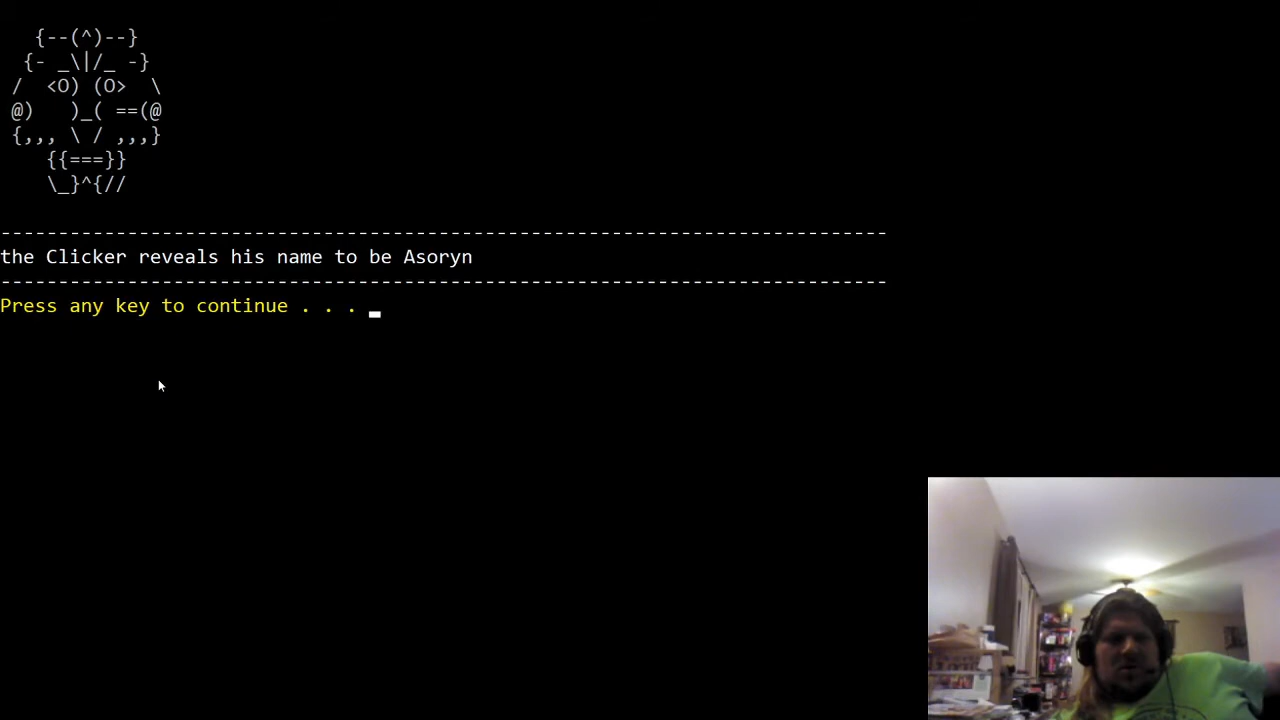 {--(^)--}
{- _\|/_ -}
/  <O) (O>  \
@)   )_( ==(@
{,,, \ / ,,,}
{{===}}
\_}^{//
-----------------------------------------------------------------------------
the Clicker reveals his name to be Asoryn
-----------------------------------------------------------------------------
Press any key to continue . . .